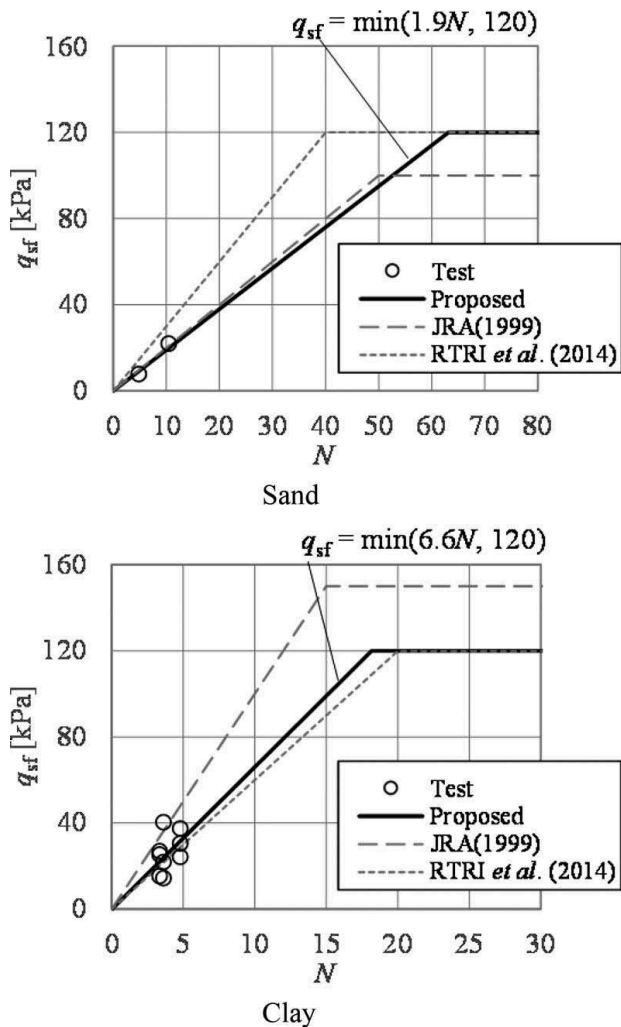 q_sf = min(1.9N, 120)
160
120
80
40
0
q_sf [kPa]
Test
Proposed
JRA(1999)
RTRI et al. (2014)
0 10 20 30 40 50 60 70 80
N
Sand
q_sf = min(6.6N, 120)
160
120
80
40
0
q_sf [kPa]
Test
Proposed
JRA(1999)
RTRI et al. (2014)
0 5 10 15 20 25 30
N
Clay